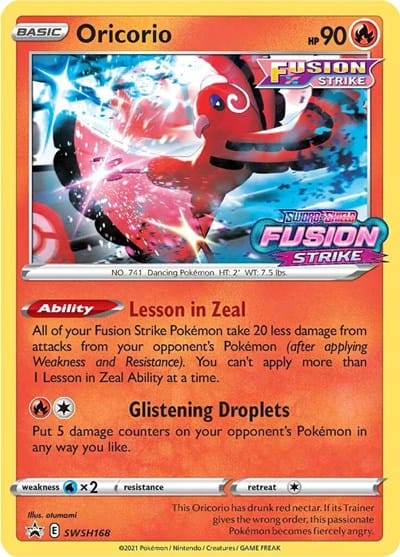 BASIC Oricorio HP 90
FUSION
STRIKE
SWORD & SHIELD
FUSION
STRIKE
NO. 741 Dancing Pokémon HT: 2' WT: 7.5 lbs.
Ability Lesson in Zeal
All of your Fusion Strike Pokémon take 20 less damage from
attacks from your opponent's Pokémon (after applying
Weakness and Resistance). You can't apply more than
1 Lesson in Zeal Ability at a time.
Glistening Droplets
Put 5 damage counters on your opponent's Pokémon in
any way you like.
weakness ×2 resistance retreat
Illus. otumami
This Oricorio has drunk red nectar. If its Trainer
gives the wrong order, this passionate
Pokémon becomes fiercely angry.
E SWSH168
©2021 Pokémon / Nintendo / Creatures / GAME FREAK